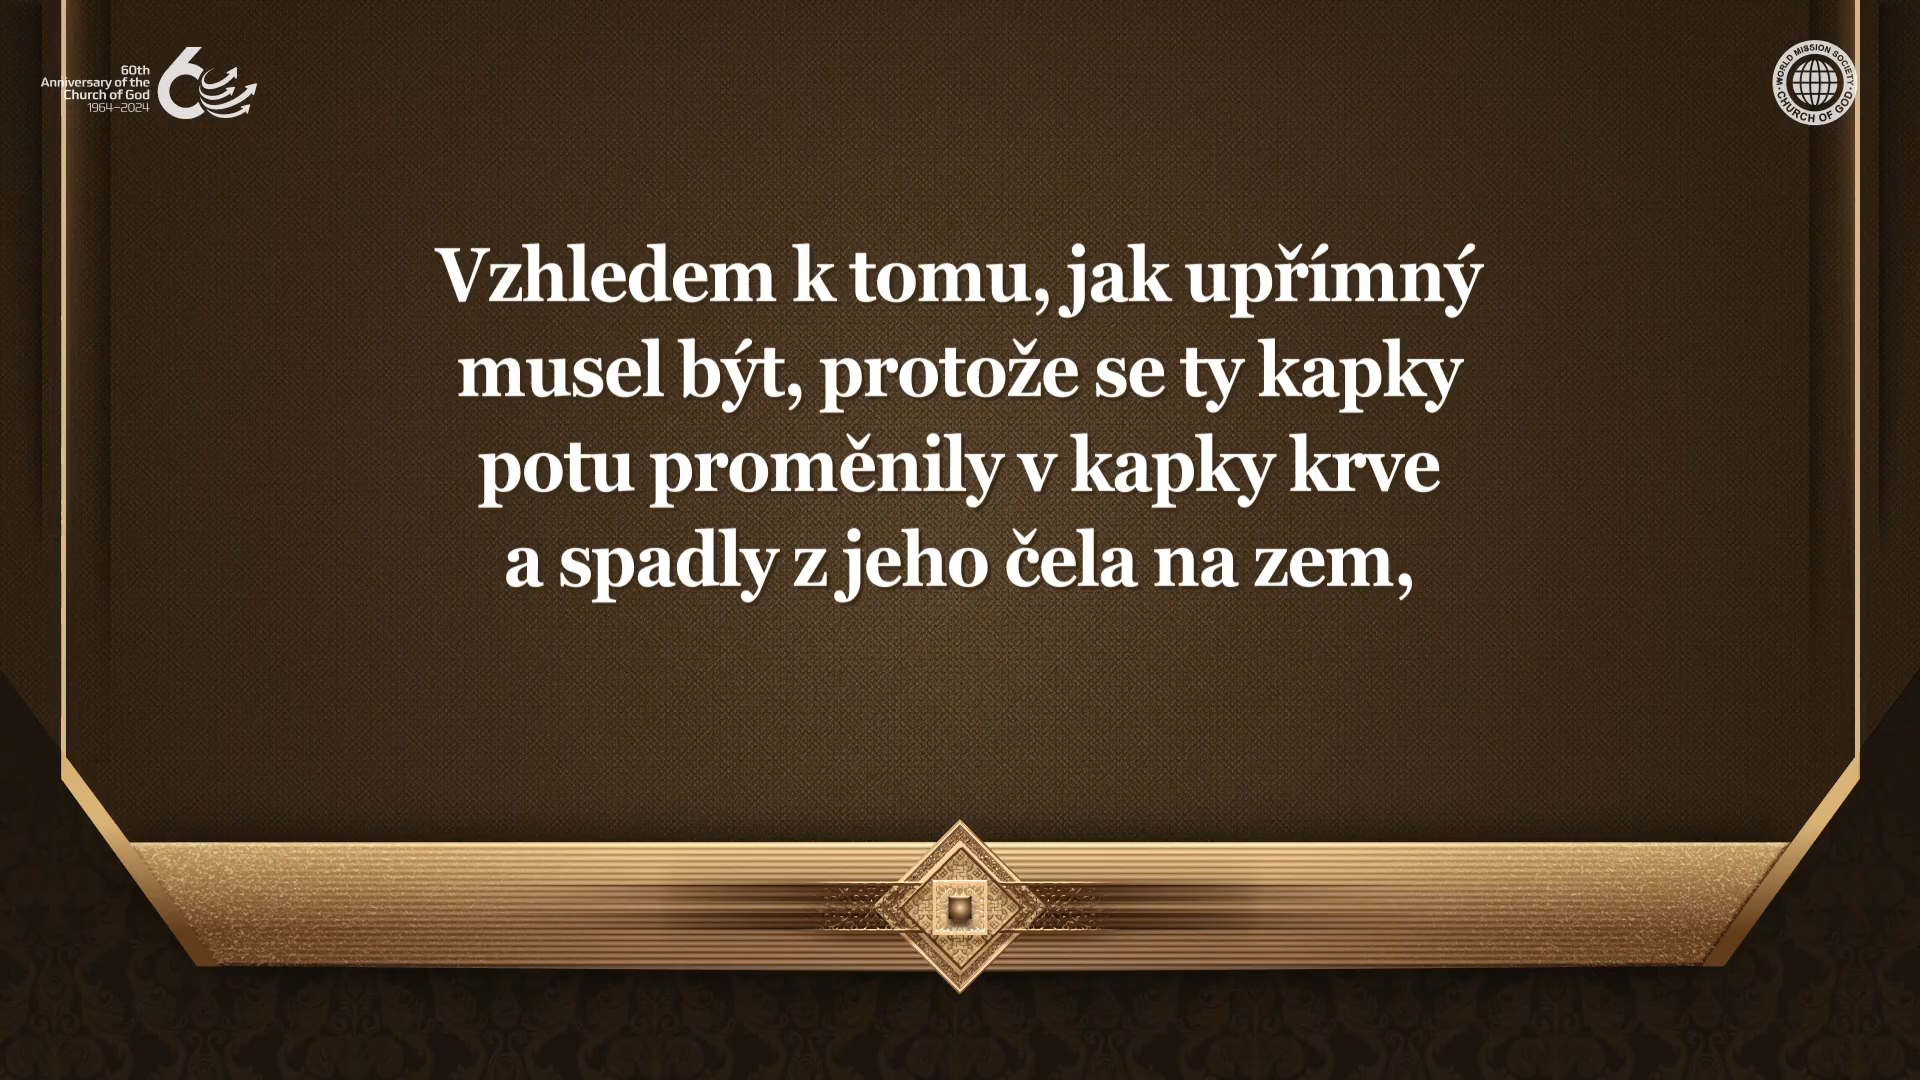 60th
Anniversary of the
Church of God
1964–2024
WORLD MISSION SOCIETY
CHURCH OF GOD
Vzhledem k tomu, jak upřímný
musel být, protože se ty kapky
potu proměnily v kapky krve
a spadly z jeho čela na zem,